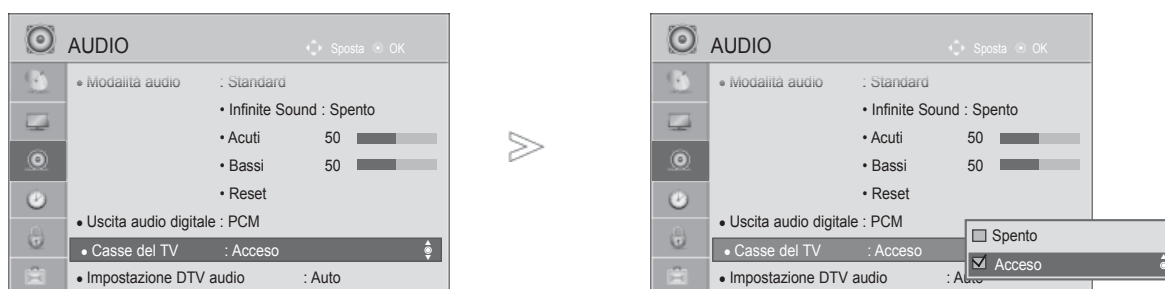 AUDIO
Sposta OK
• Modalità audio : Standard
• Infinite Sound : Spento
• Acuti 50
• Bassi 50
• Reset
• Uscita audio digitale : PCM
• Casse del TV : Acceso
• Impostazione DTV audio : Auto
AUDIO
Sposta OK
• Modalità audio : Standard
• Infinite Sound : Spento
• Acuti 50
• Bassi 50
• Reset
• Uscita audio digitale : PCM
• Casse del TV : Acceso
• Impostazione DTV audio : Auto
Spento
Acceso